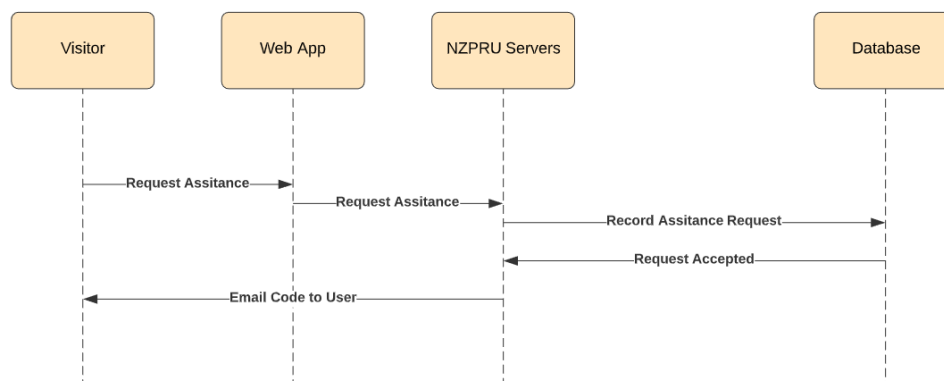 Visitor
Web App
NZPRU Servers
Database
Request Assitance
Request Assitance
Record Assitance Request
Request Accepted
Email Code to User